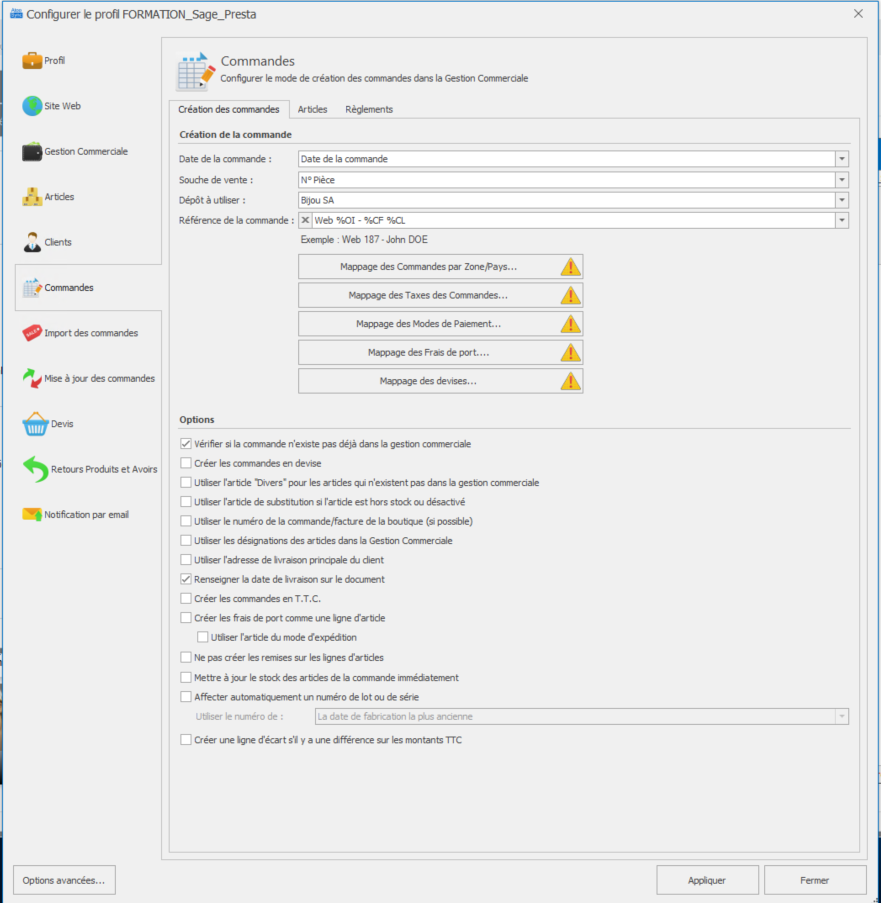 Configurer le profil FORMATION_Sage_Presta
Profil
Site Web
Gestion Commerciale
Articles
Clients
Commandes
Import des commandes
Mise à jour des commandes
Devis
Retours Produits et Avoirs
Notification par email
Commandes
Configurer le mode de création des commandes dans la Gestion Commerciale
Création des commandes Articles Règlements
Création de la commande
Date de la commande : Date de la commande
Souche de vente : N° Pièce
Dépôt à utiliser : Bijou SA
Référence de la commande : Web %OI - %CF %CL
Exemple : Web 187 - John DOE
Mappage des Commandes par Zone/Pays...
Mappage des Taxes des Commandes...
Mappage des Modes de Paiement...
Mappage des Frais de port....
Mappage des devises...
Options
Vérifier si la commande n'existe pas déjà dans la gestion commerciale
Créer les commandes en devise
Utiliser l'article "Divers" pour les articles qui n'existent pas dans la gestion commerciale
Utiliser l'article de substitution si l'article est hors stock ou désactivé
Utiliser le numéro de la commande/facture de la boutique (si possible)
Utiliser les désignations des articles dans la Gestion Commerciale
Utiliser l'adresse de livraison principale du client
Renseigner la date de livraison sur le document
Créer les commandes en T.T.C.
Créer les frais de port comme une ligne d'article
Utiliser l'article du mode d'expédition
Ne pas créer les remises sur les lignes d'articles
Mettre à jour le stock des articles de la commande immédiatement
Affecter automatiquement un numéro de lot ou de série
Utiliser le numéro de : La date de fabrication la plus ancienne
Créer une ligne d'écart s'il y a une différence sur les montants TTC
Options avancées... Appliquer Fermer